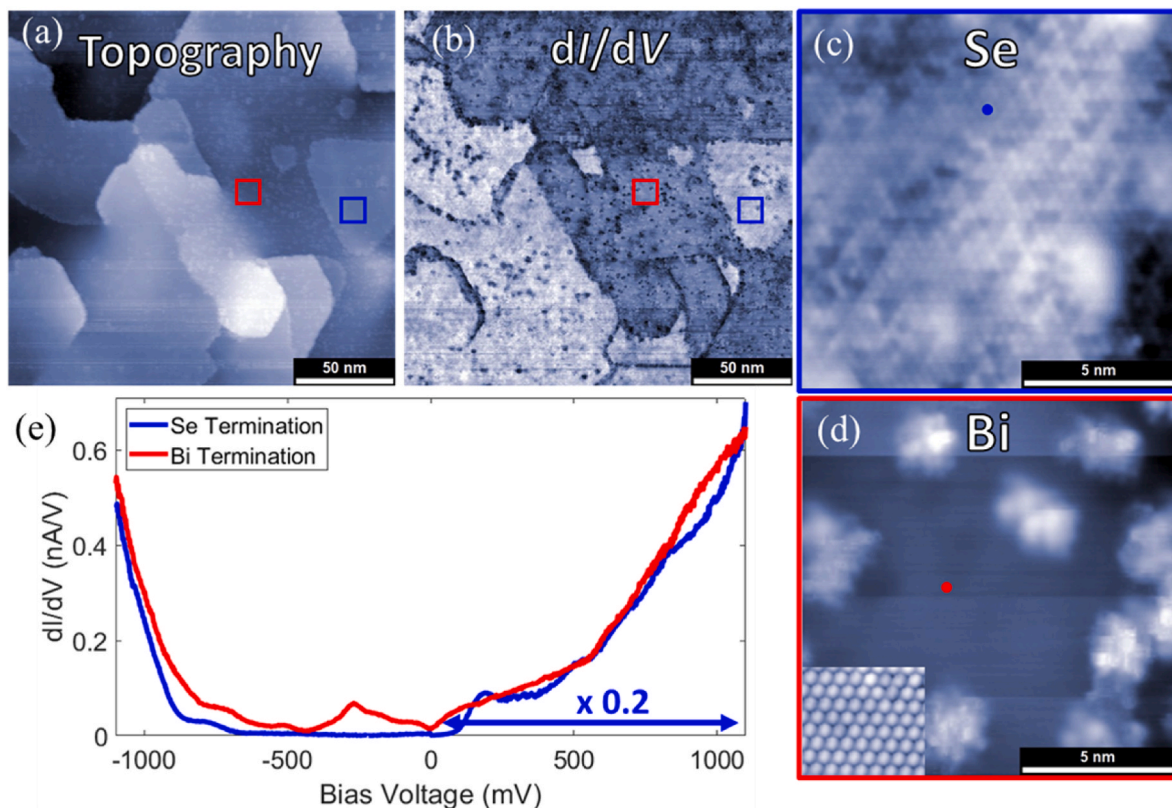 (a) Topography
50 nm
(b) dI/dV
50 nm
(c) Se
5 nm
(d) Bi
5 nm
(e)
Se Termination
Bi Termination
x 0.2
dI/dV (nA/V)
0.6
0.4
0.2
0
-1000
-500
0
500
1000
Bias Voltage (mV)